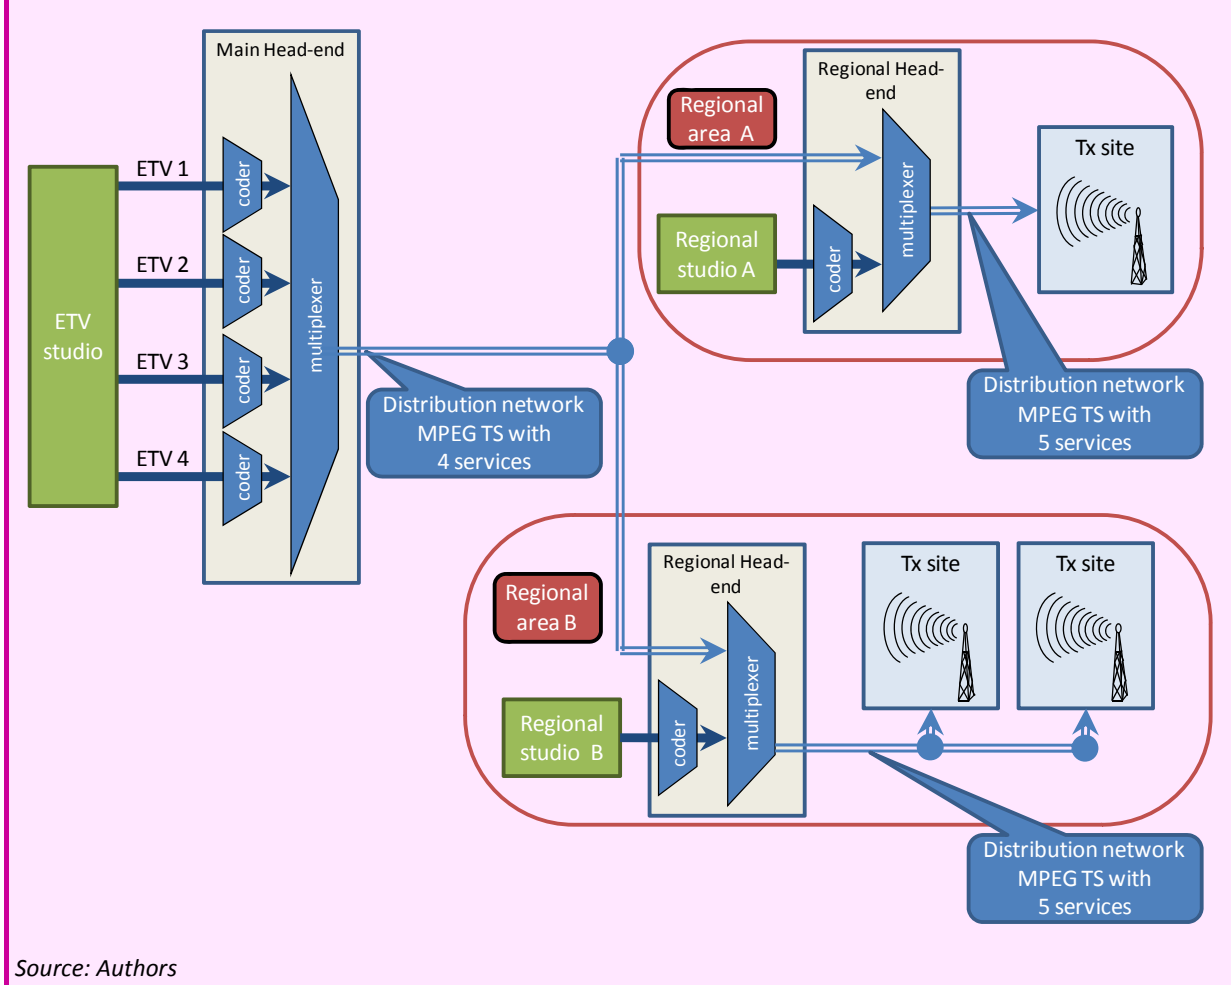 Main Head-end
ETV
studio
ETV 1
ETV 2
ETV 3
ETV 4
coder
coder
coder
coder
multiplexer
Distribution network
MPEG TS with
4 services
Regional
area  A
Regional Head-
end
Regional
studio A
coder
multiplexer
Tx site
Distribution network
MPEG TS with
5 services
Regional
area B
Regional Head-
end
Regional
studio  B
coder
multiplexer
Tx site
Tx site
Distribution network
MPEG TS with
5 services
Source: Authors